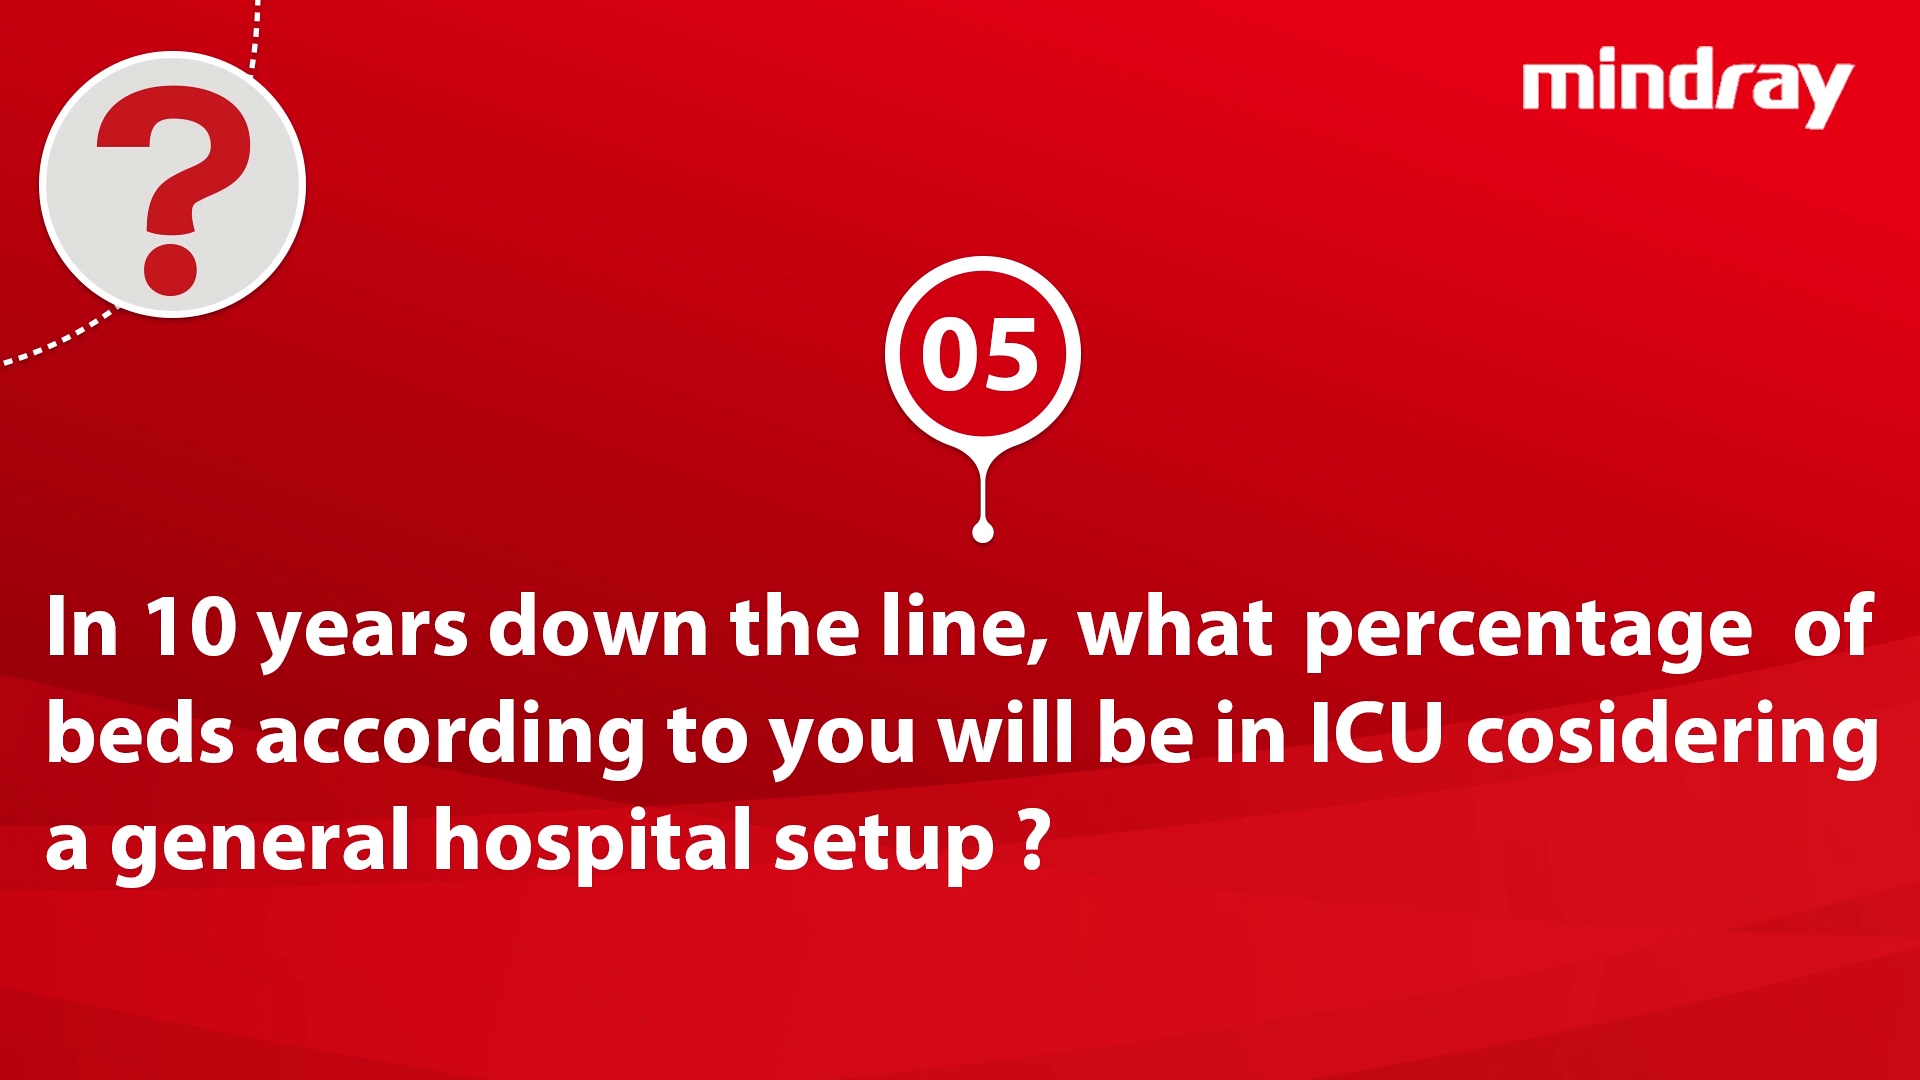 ?
mindray
05
In 10 years down the line, what percentage of
beds according to you will be in ICU cosidering
a general hospital setup ?